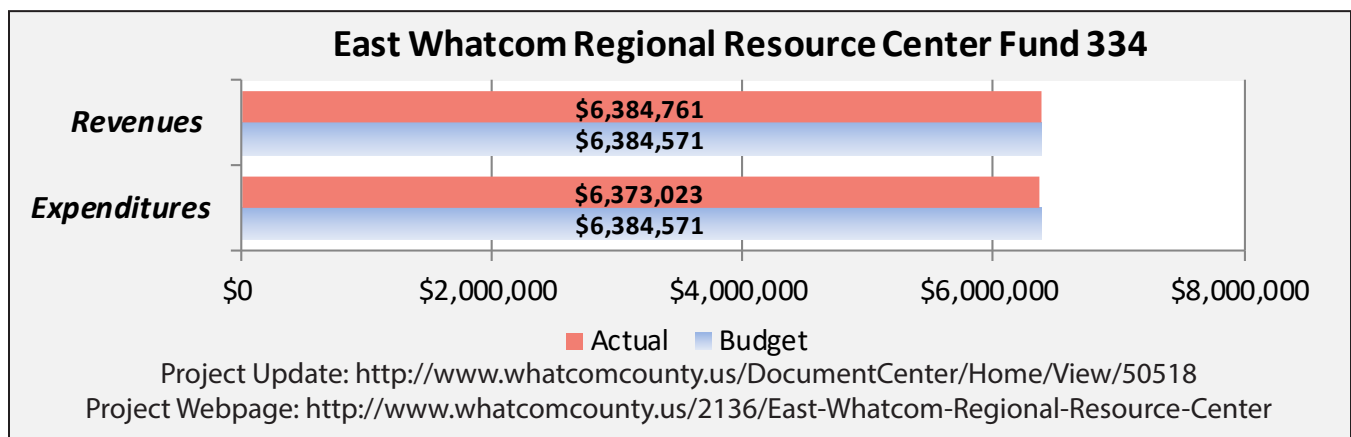 East Whatcom Regional Resource Center Fund 334
Revenues
$6,384,761
$6,384,571
Expenditures
$6,373,023
$6,384,571
$0 $2,000,000 $4,000,000 $6,000,000 $8,000,000
Actual Budget
Project Update: http://www.whatcomcounty.us/DocumentCenter/Home/View/50518
Project Webpage: http://www.whatcomcounty.us/2136/East-Whatcom-Regional-Resource-Center